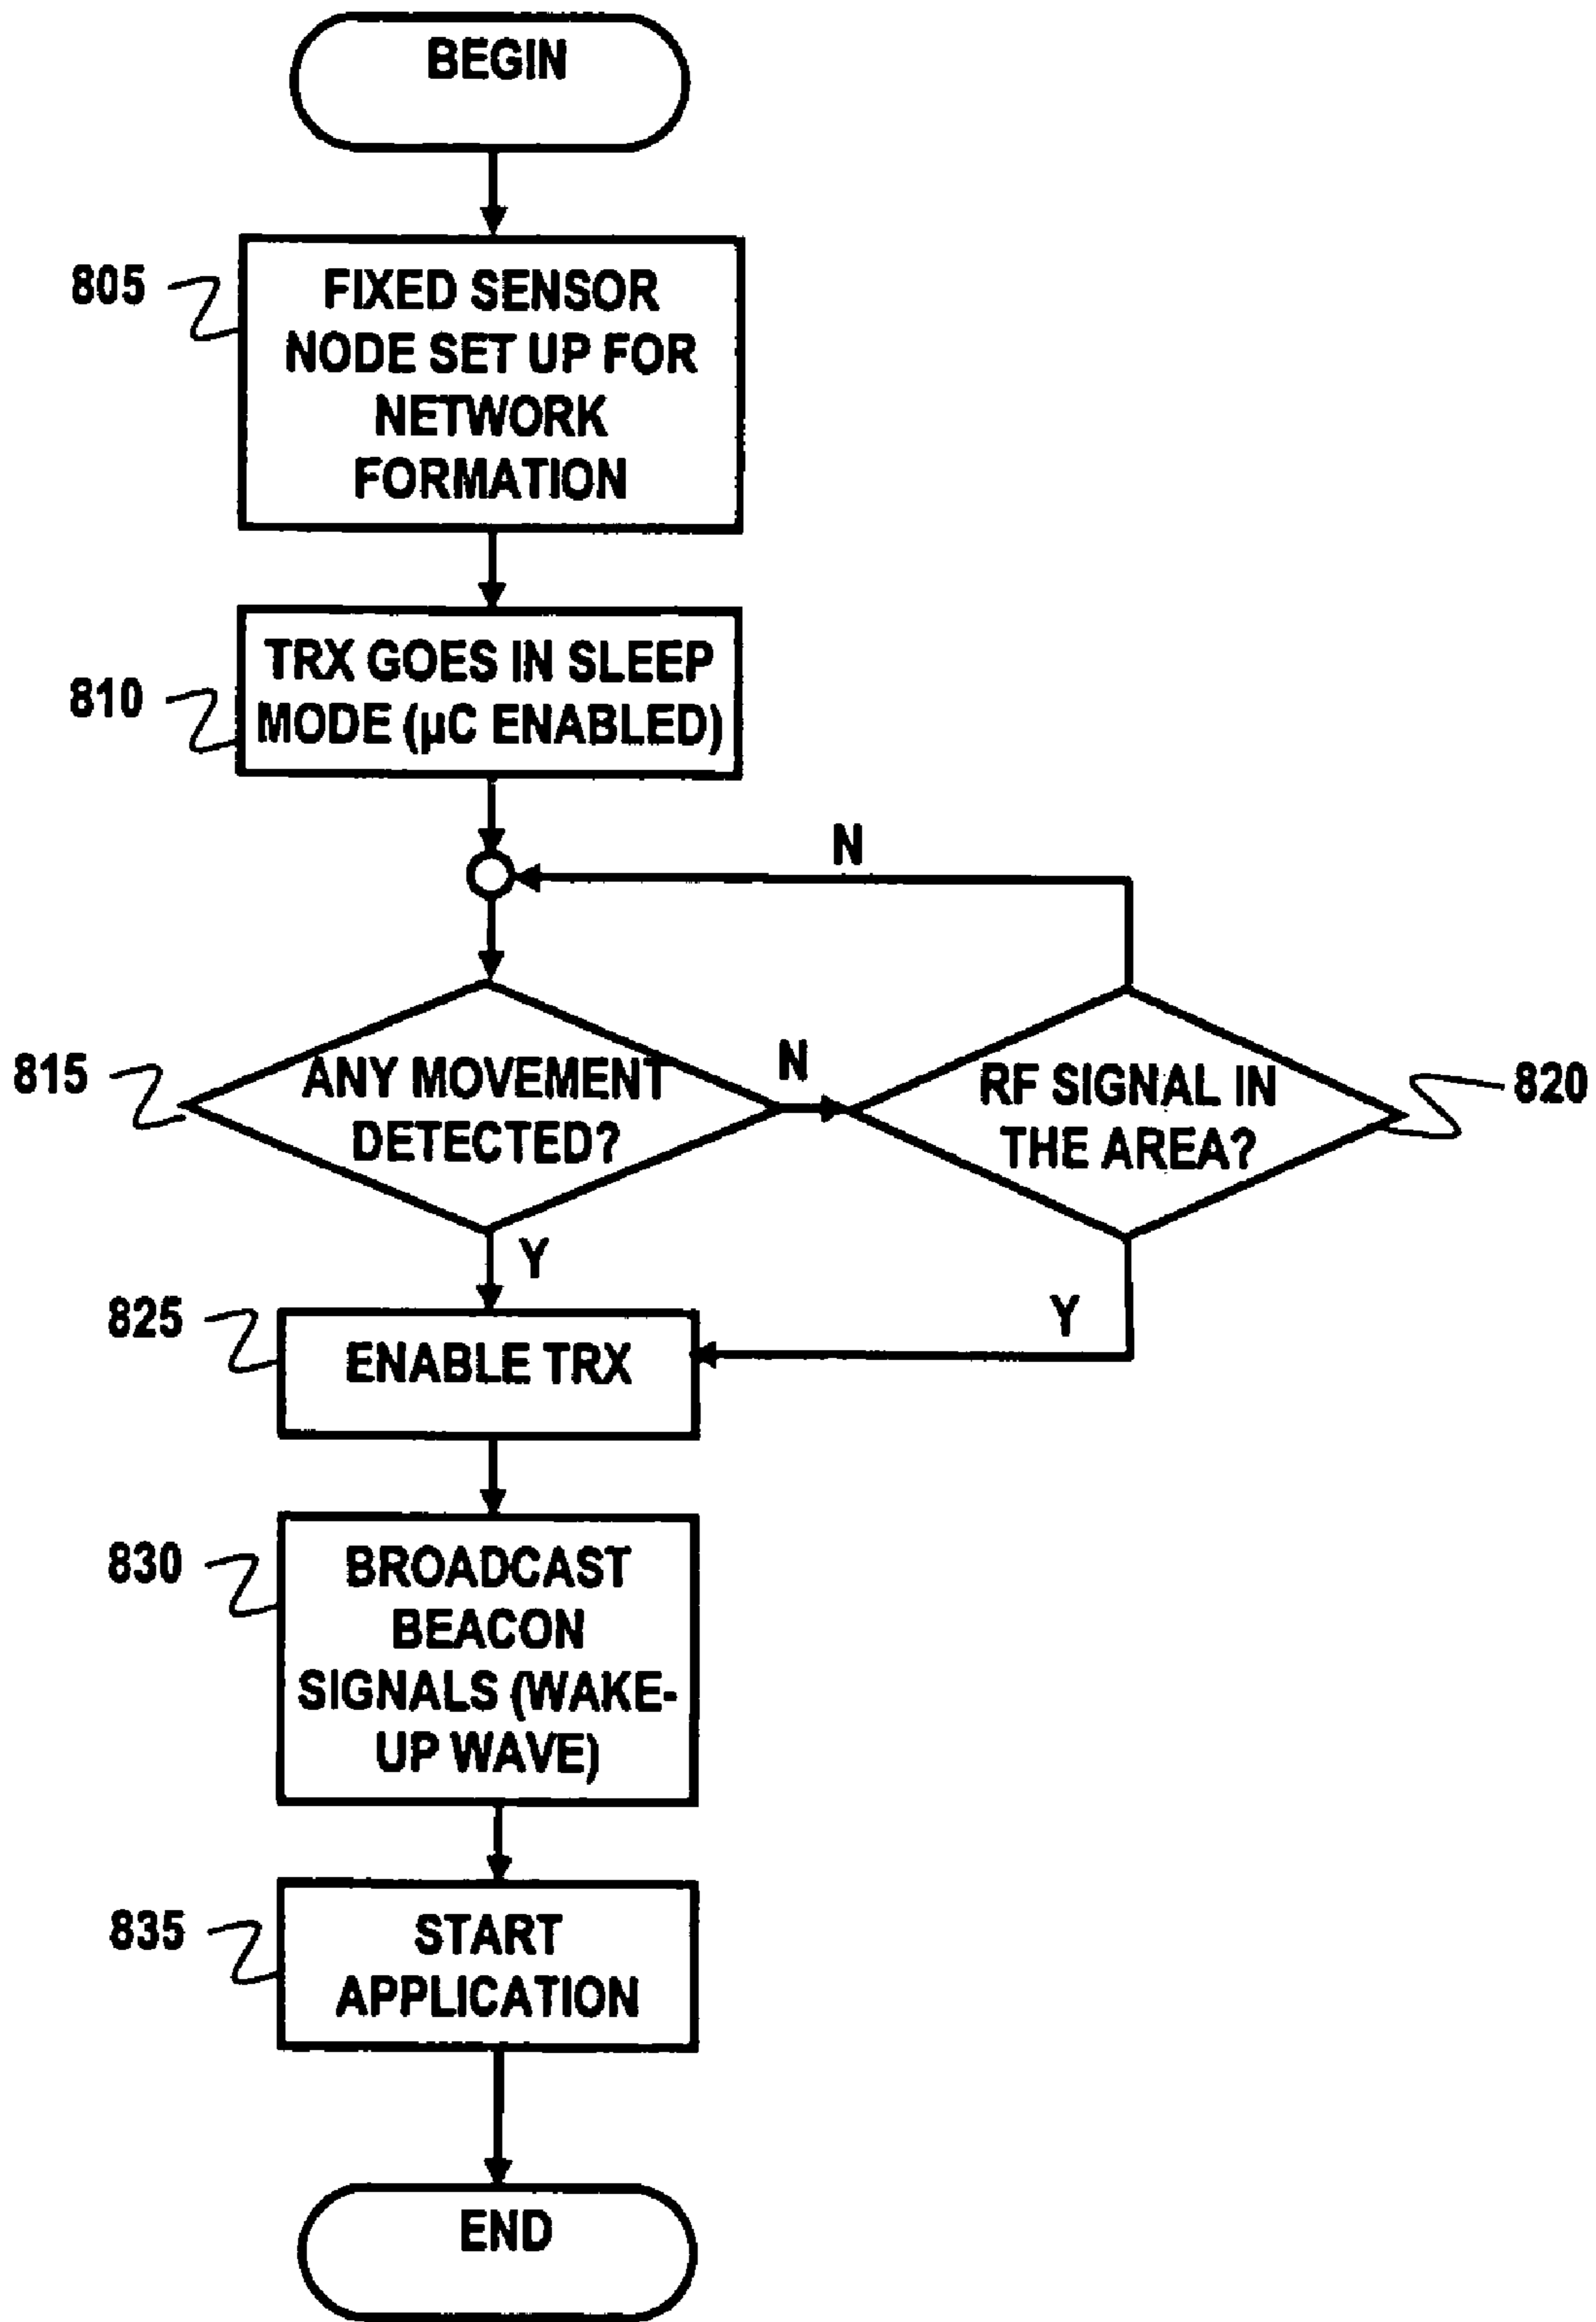 BEGIN
805
FIXED SENSOR
NODE SET UP FOR
NETWORK
FORMATION
810
TRX GOES IN SLEEP
MODE (µC ENABLED)
N
815
ANY MOVEMENT
DETECTED?
N
RF SIGNAL IN
THE AREA?
820
Y
Y
825
ENABLE TRX
830
BROADCAST
BEACON
SIGNALS (WAKE-
UP WAVE)
835
START
APPLICATION
END